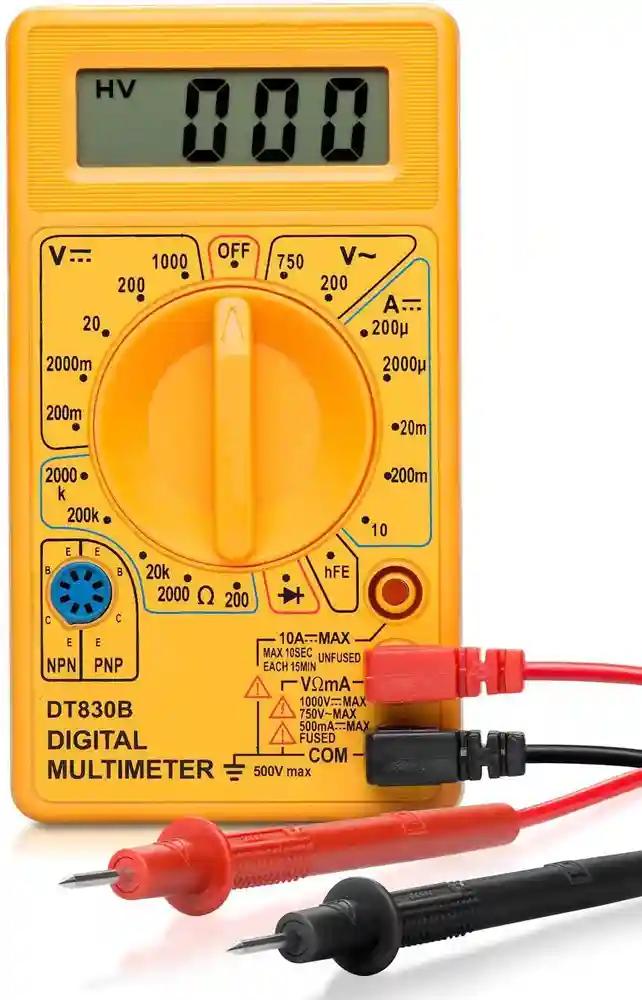 HV 000
V⎓ 1000 OFF 750 V~
200 200
A⎓
20 200µ
2000m 2000µ
200m 20m
2000
k
200m
200k 10
20k hFE
2000 Ω 200
E E
B B
C C
E E
NPN PNP
10A⎓MAX
MAX 10SEC
EACH 15MIN
UNFUSED
VΩmA
1000V⎓MAX
750V~MAX
500mA⎓MAX
FUSED
COM
500V max
DT830B
DIGITAL
MULTIMETER